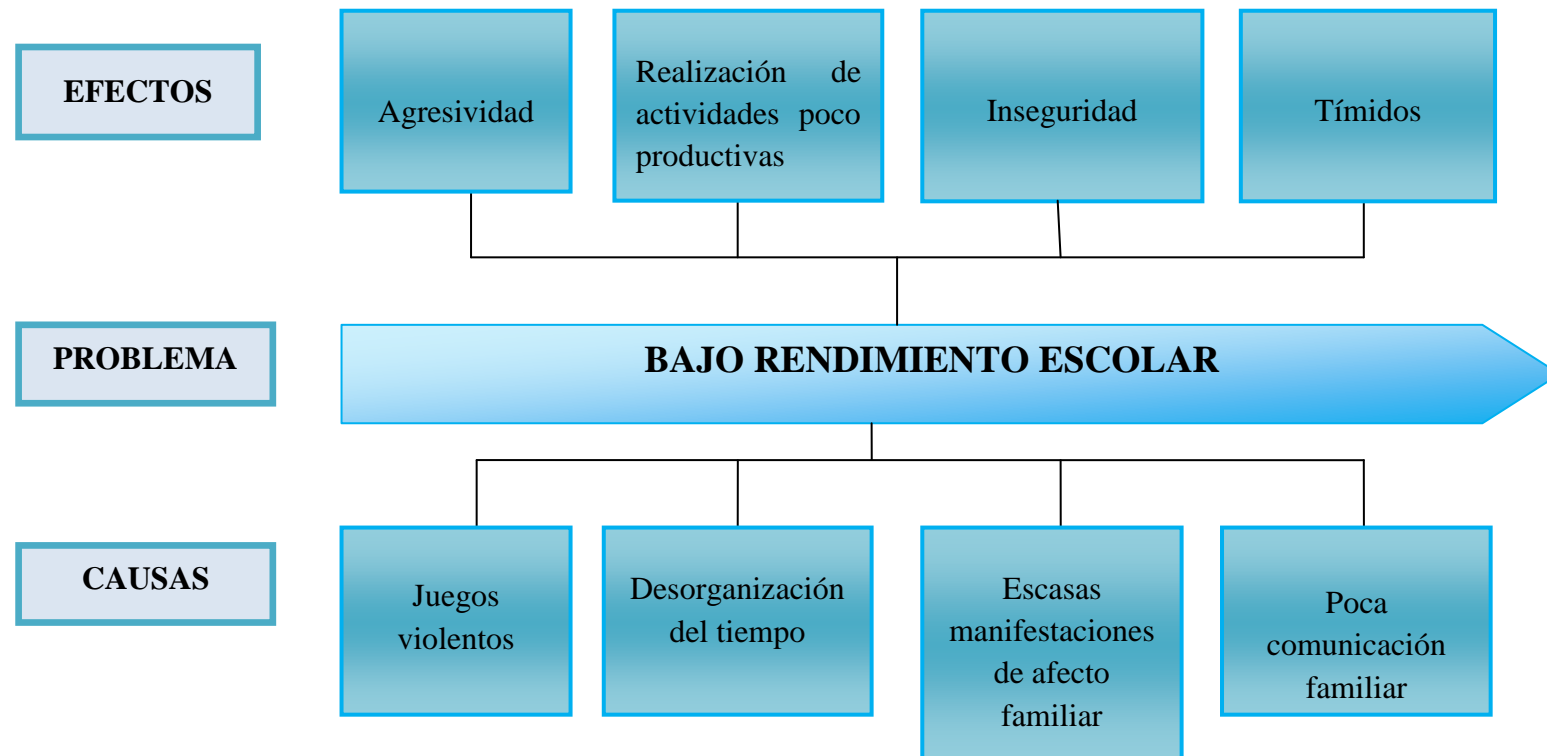 EFECTOS
Agresividad
Realización de
actividades poco
productivas
Inseguridad
Tímidos
PROBLEMA
BAJO RENDIMIENTO ESCOLAR
CAUSAS
Juegos
violentos
Desorganización
del tiempo
Escasas
manifestaciones
de afecto
familiar
Poca
comunicación
familiar